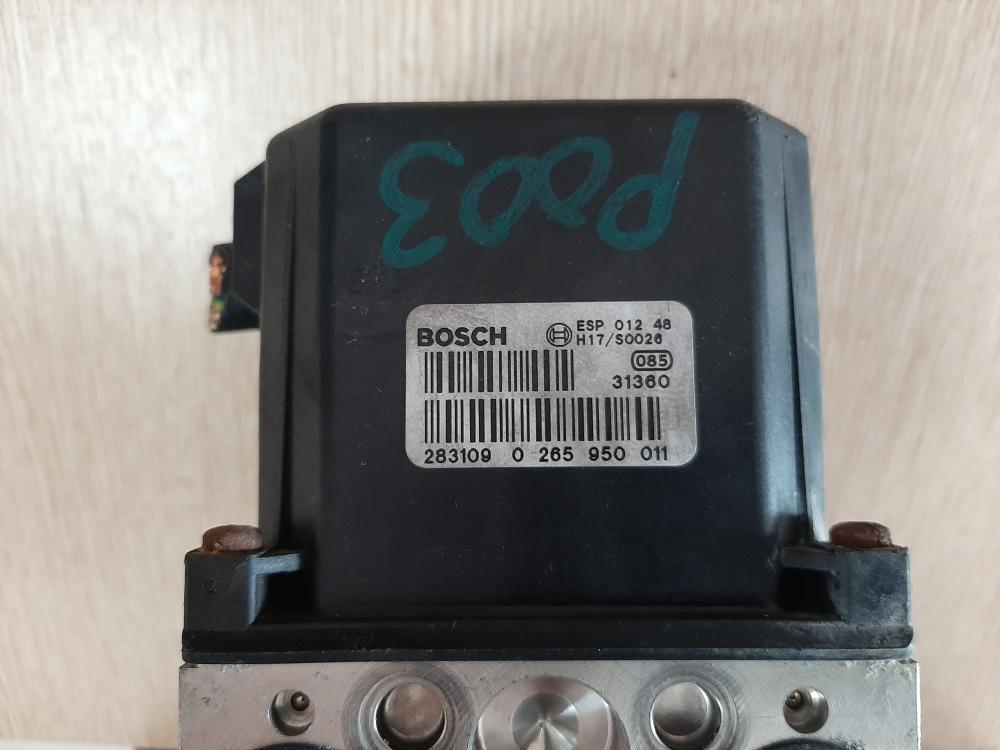 P003
BOSCH ESP 012 48
H17/S0026
085
31360
283109 0 265 950 011